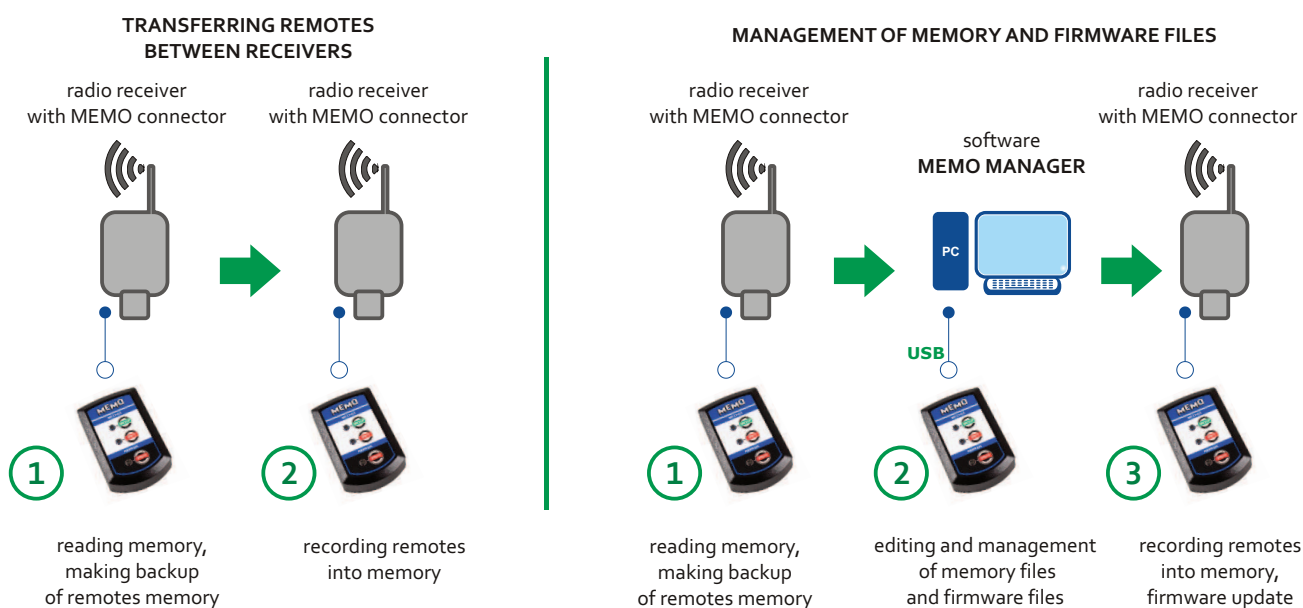 TRANSFERRING REMOTES
BETWEEN RECEIVERS
radio receiver
with MEMO connector
radio receiver
with MEMO connector
USB
MEMO
MEMO
1
2
reading memory,
making backup
of remotes memory
recording remotes
into memory
MANAGEMENT OF MEMORY AND FIRMWARE FILES
radio receiver
with MEMO connector
software
MEMO MANAGER
radio receiver
with MEMO connector
PC
MEMO
MEMO
MEMO
1
2
3
reading memory,
making backup
of remotes memory
editing and management
of memory files
and firmware files
recording remotes
into memory,
firmware update